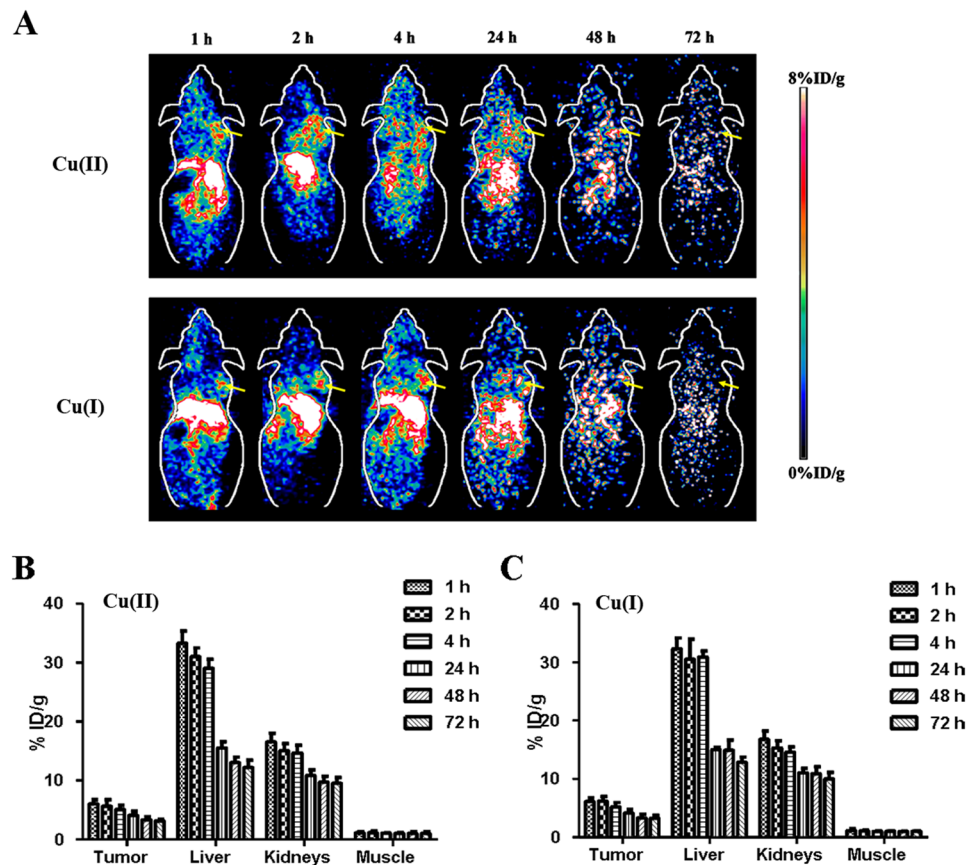 A
1 h 2 h 4 h 24 h 48 h 72 h
8%ID/g
Cu(II)
Cu(I)
0%ID/g
B
Cu(II)
% ID/g
40
30
20
10
0
Tumor Liver Kidneys Muscle
1 h
2 h
4 h
24 h
48 h
72 h
C
Cu(I)
% ID/g
40
30
20
10
0
Tumor Liver Kidneys Muscle
1 h
2 h
4 h
24 h
48 h
72 h